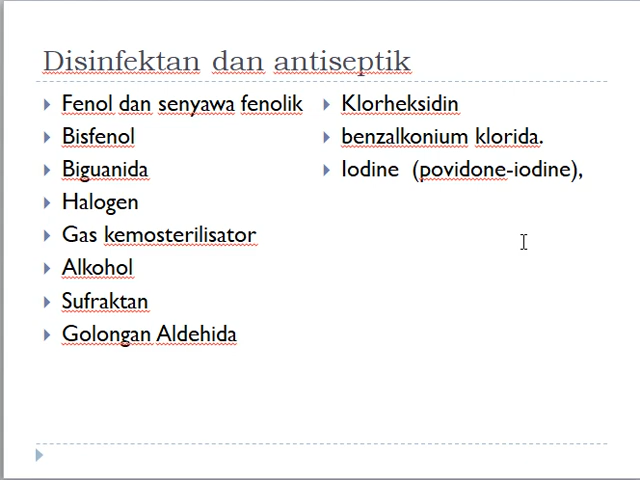 Disinfektan dan antiseptik
Fenol dan senyawa fenolik
Bisfenol
Biguanida
Halogen
Gas kemosterilisator
Alkohol
Sufraktan
Golongan Aldehida
Klorheksidin
benzalkonium klorida.
Iodine (povidone-iodine),